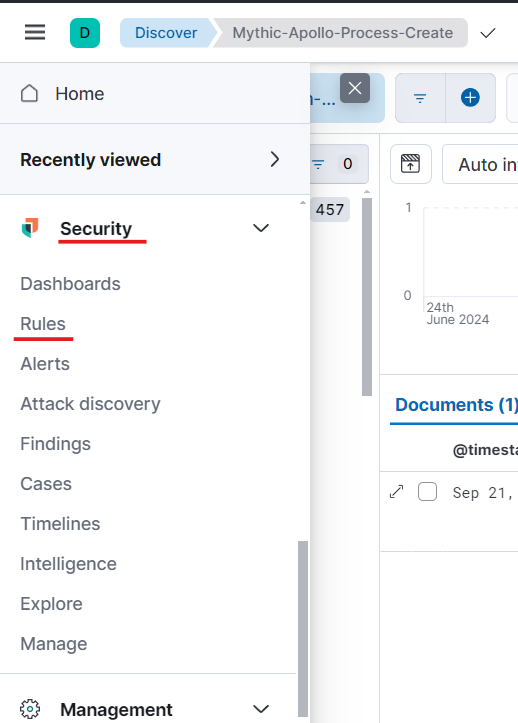 D Discover Mythic-Apollo-Process-Create
Home
Recently viewed
0
457
Security
Dashboards
Rules
Alerts
Attack discovery
Findings
Cases
Timelines
Intelligence
Explore
Manage
Management
Auto in
1
0
24th
June 2024
Documents (1)
@timesta
Sep 21,